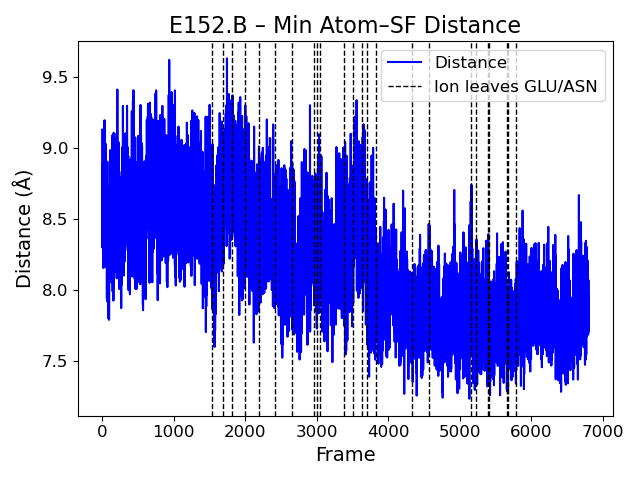 E152.B – Min Atom–SF Distance
Distance
Ion leaves GLU/ASN
Distance (Å)
9.5
9.0
8.5
8.0
7.5
0 1000 2000 3000 4000 5000 6000 7000
Frame